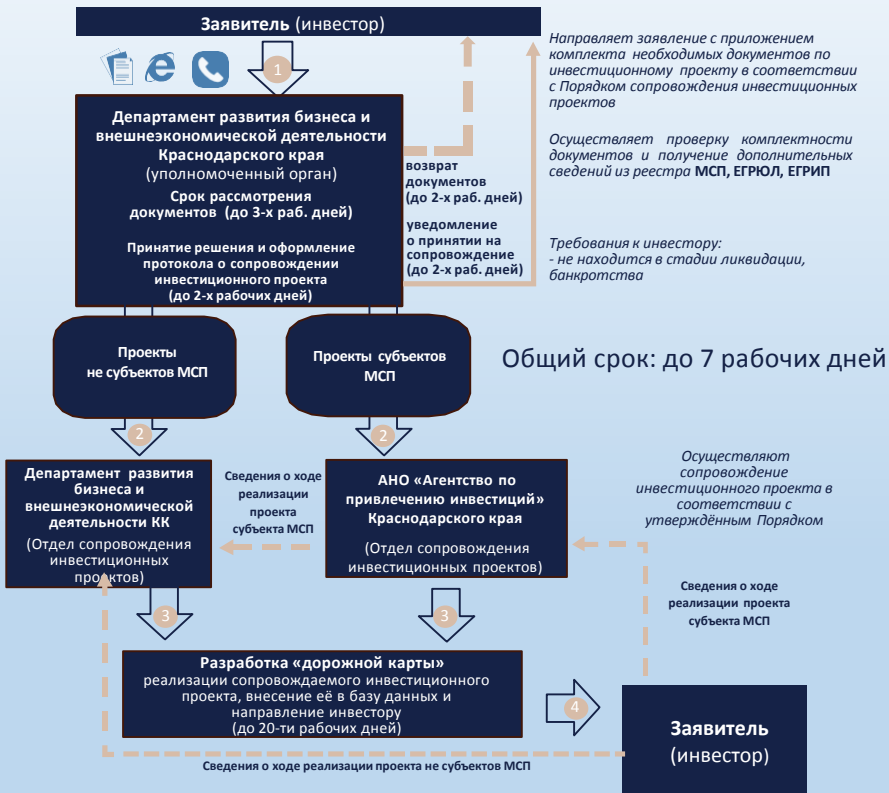 Заявитель (инвестор)
1
Направляет заявление с приложением
комплекта необходимых документов по
инвестиционному проекту в соответствии
с Порядком сопровождения инвестиционных
проектов
Департамент развития бизнеса и
внешнеэкономической деятельности
Краснодарского края
(уполномоченный орган)
Срок рассмотрения
документов (до 3-х раб. дней)
Принятие решения и оформление
протокола о сопровождении
инвестиционного проекта
(до 2-х рабочих дней)
возврат
документов
(до 2-х раб. дней)
уведомление
о принятии на
сопровождение
(до 2-х раб. дней)
Осуществляет проверку комплектности
документов и получение дополнительных
сведений из реестра МСП, ЕГРЮЛ, ЕГРИП
Требования к инвестору:
- не находится в стадии ликвидации,
банкротства
Проекты
не субъектов МСП
Проекты субъектов
МСП
Общий срок: до 7 рабочих дней
2
2
Департамент развития
бизнеса и
внешнеэкономической
деятельности КК
(Отдел сопровождения
инвестиционных
проектов)
Сведения о ходе
реализации
проекта
субъекта МСП
АНО «Агентство по
привлечению инвестиций»
Краснодарского края
(Отдел сопровождения
инвестиционных проектов)
Осуществляют
сопровождение
инвестиционного проекта в
соответствии с
утверждённым Порядком
Сведения о ходе
реализации проекта
субъекта МСП
3
3
Разработка «дорожной карты»
реализации сопровождаемого инвестиционного
проекта, внесение её в базу данных и
направление инвестору
(до 20-ти рабочих дней)
4
Заявитель
(инвестор)
Сведения о ходе реализации проекта не субъектов МСП